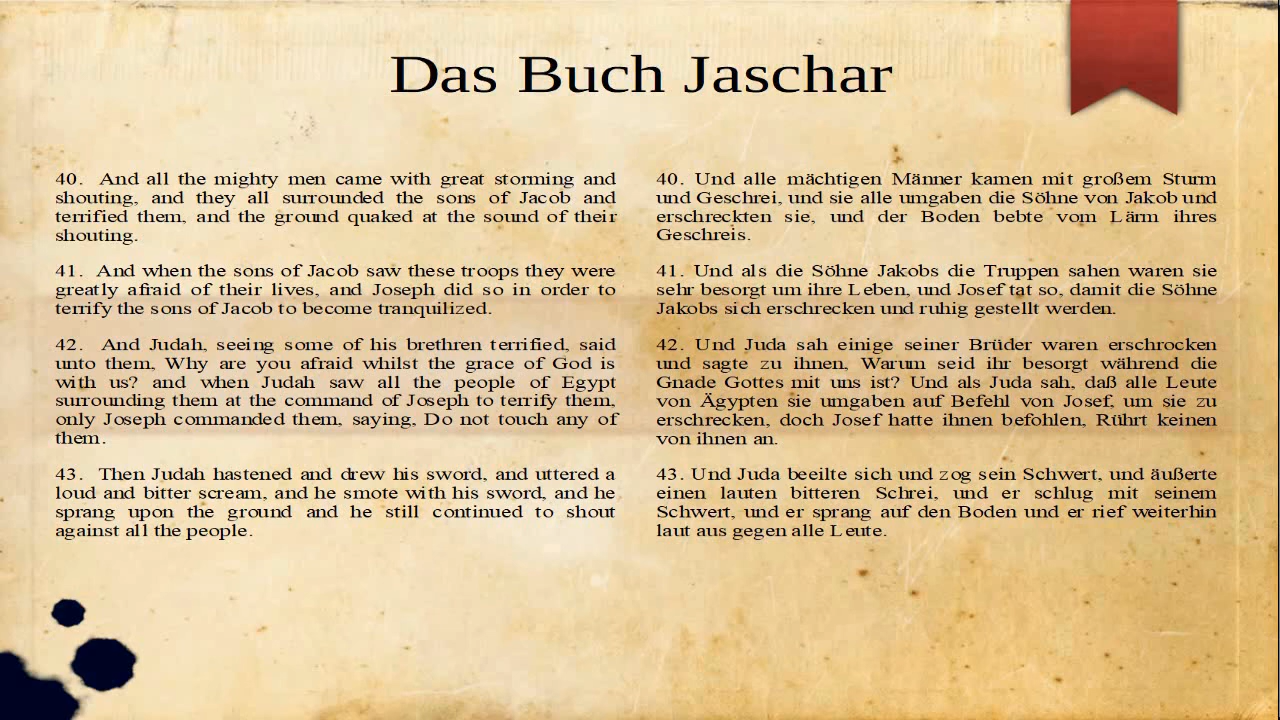 Das Buch Jaschar
40. And all the mighty men came with great storming and
shouting, and they all surrounded the sons of Jacob and
terrified them, and the ground quaked at the sound of their
shouting.
41. And when the sons of Jacob saw these troops they were
greatly afraid of their lives, and Joseph did so in order to
terrify the sons of Jacob to become tranquilized.
42. And Judah, seeing some of his brethren terrified, said
unto them, Why are you afraid whilst the grace of God is
with us? and when Judah saw all the people of Egypt
surrounding them at the command of Joseph to terrify them,
only Joseph commanded them, saying, Do not touch any of
them.
43. Then Judah hastened and drew his sword, and uttered a
loud and bitter scream, and he smote with his sword, and he
sprang upon the ground and he still continued to shout
against all the people.
40. Und alle mächtigen Männer kamen mit großem Sturm
und Geschrei, und sie alle umgaben die Söhne von Jakob und
erschreckten sie, und der Boden bebte vom Lärm ihres
Geschreis.
41. Und als die Söhne Jakobs die Truppen sahen waren sie
sehr besorgt um ihre Leben, und Josef tat so, damit die Söhne
Jakobs sich erschrecken und ruhig gestellt werden.
42. Und Juda sah einige seiner Brüder waren erschrocken
und sagte zu ihnen, Warum seid ihr besorgt während die
Gnade Gottes mit uns ist? Und als Juda sah, daß alle Leute
von Ägypten sie umgaben auf Befehl von Josef, um sie zu
erschrecken, doch Josef hatte ihnen befohlen, Rührt keinen
von ihnen an.
43. Und Juda beeilte sich und zog sein Schwert, und äußerte
einen lauten bitteren Schrei, und er schlug mit seinem
Schwert, und er sprang auf den Boden und er rief weiterhin
laut aus gegen alle Leute.